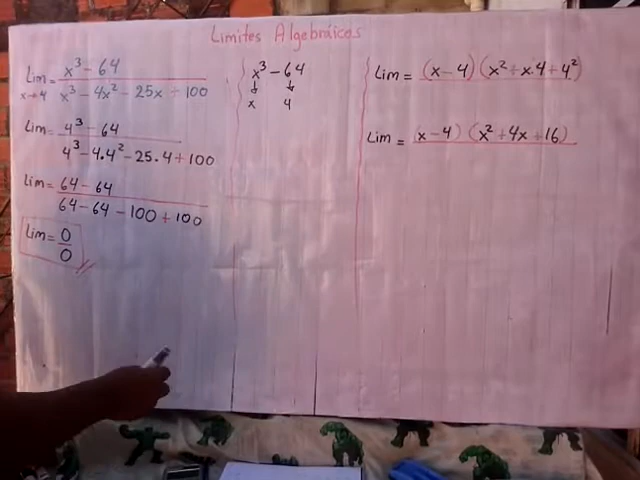 Limites Algebráicos
Lim = x³ - 64
x→4 x³ - 4x² - 25x + 100
Lim = 4³ - 64
4³ - 4.4² - 25.4 + 100
Lim = 64 - 64
64 - 64 - 100 + 100
Lim = 0
0
x³ - 64
↓ ↓
x 4
Lim = (x - 4) (x² + x.4 + 4²)
Lim = x - 4) (x² + 4x + 16)